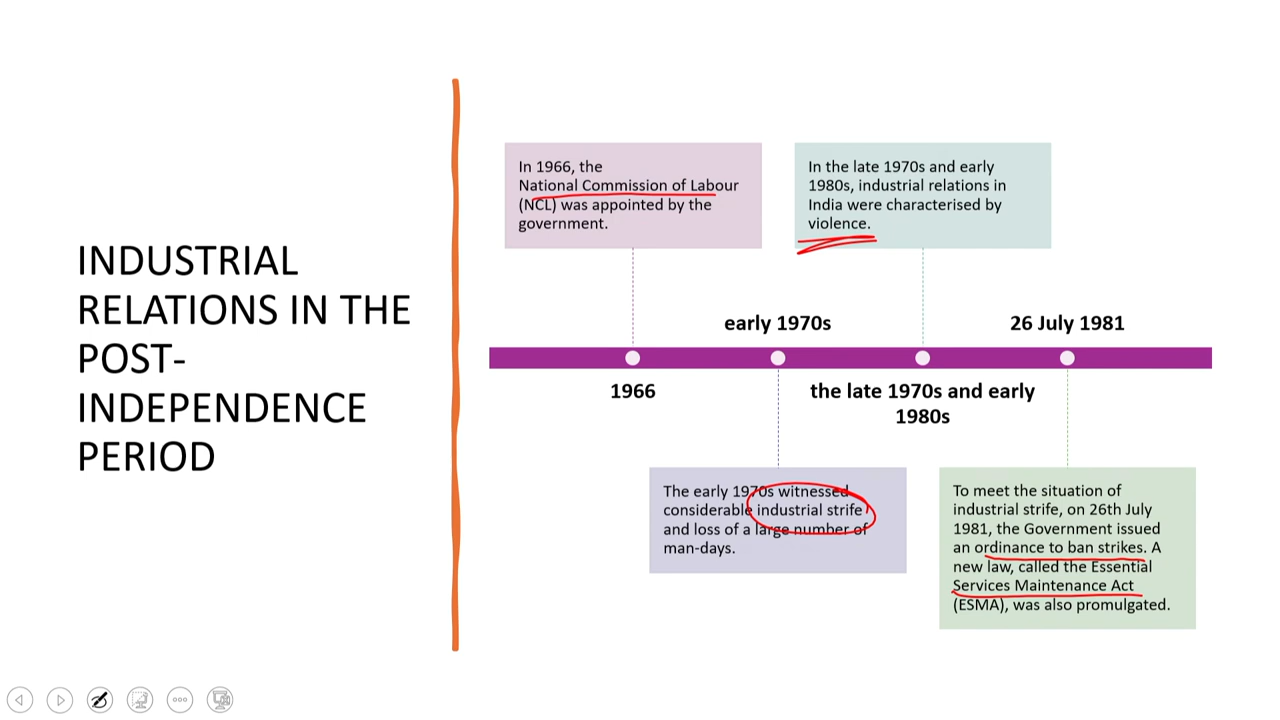 INDUSTRIAL
RELATIONS IN THE
POST-
INDEPENDENCE
PERIOD
In 1966, the
National Commission of Labour
(NCL) was appointed by the
government.
In the late 1970s and early
1980s, industrial relations in
India were characterised by
violence.
early 1970s
26 July 1981
1966
the late 1970s and early
1980s
The early 1970s witnessed
considerable industrial strife
and loss of a large number of
man-days.
To meet the situation of
industrial strife, on 26th July
1981, the Government issued
an ordinance to ban strikes. A
new law, called the Essential
Services Maintenance Act
(ESMA), was also promulgated.